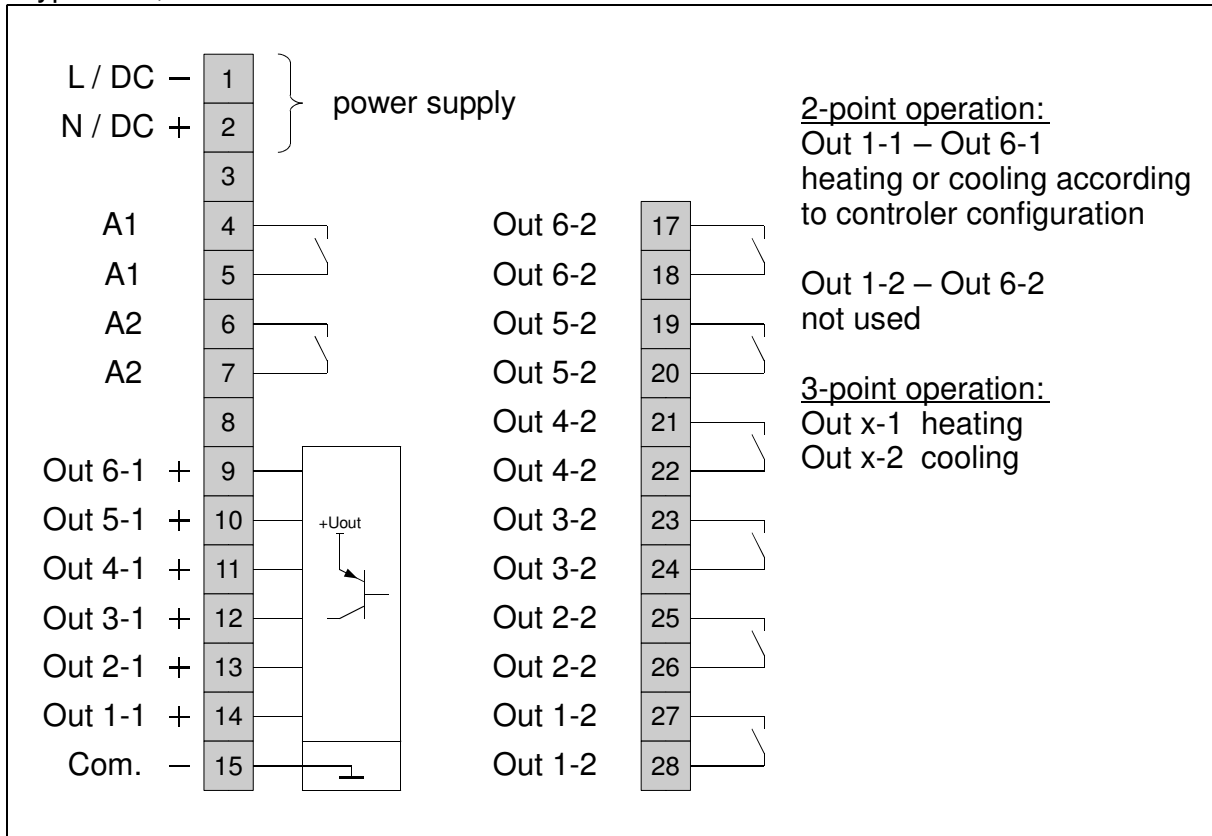 L / DC − 1
N / DC + 2
power supply
3
A1 4
A1 5
A2 6
A2 7
8
Out 6-1 + 9
Out 5-1 + 10
Out 4-1 + 11
Out 3-1 + 12
Out 2-1 + 13
Out 1-1 + 14
Com. − 15
+Uout
Out 6-2 17
Out 6-2 18
Out 5-2 19
Out 5-2 20
Out 4-2 21
Out 4-2 22
Out 3-2 23
Out 3-2 24
Out 2-2 25
Out 2-2 26
Out 1-2 27
Out 1-2 28
2-point operation:
Out 1-1 – Out 6-1
heating or cooling according
to controler configuration
Out 1-2 – Out 6-2
not used
3-point operation:
Out x-1 heating
Out x-2 cooling